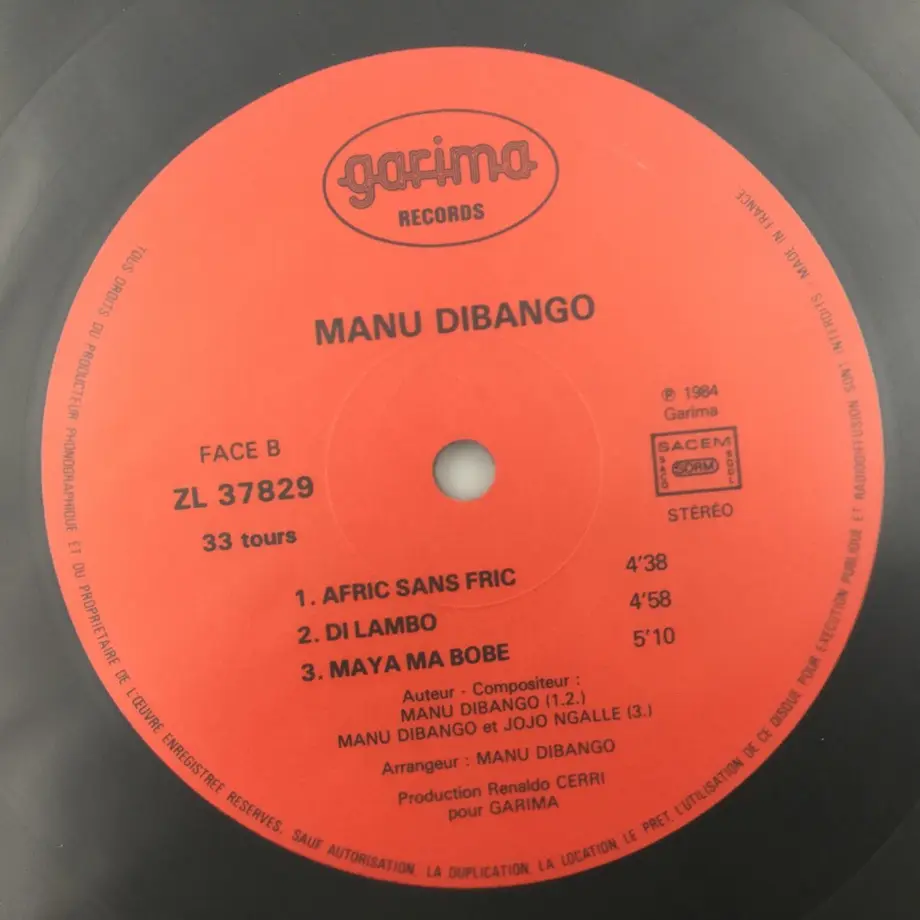 garima
RECORDS
MANU DIBANGO
℗ 1984
Garima
FACE B
ZL 37829
33 tours
SACEM
SACD
SDRM
SGDL
STÉRÉO
1. AFRIC SANS FRIC 4'38
2. DI LAMBO 4'58
3. MAYA MA BOBE 5'10
Auteur - Compositeur :
MANU DIBANGO (1.2.)
MANU DIBANGO et JOJO NGALLE (3.)
Arrangeur : MANU DIBANGO
Production Renaldo CERRI
pour GARIMA
TOUS DROITS DU PRODUCTEUR PHONOGRAPHIQUE ET DU PROPRIETAIRE DE L'ŒUVRE ENREGISTREE RESERVES. SAUF AUTORISATION, LA DUPLICATION, LA LOCATION, LE PRET, L'UTILISATION DE CE DISQUE POUR EXECUTION PUBLIQUE ET RADIODIFFUSION SONT INTERDITS - MADE IN FRANCE